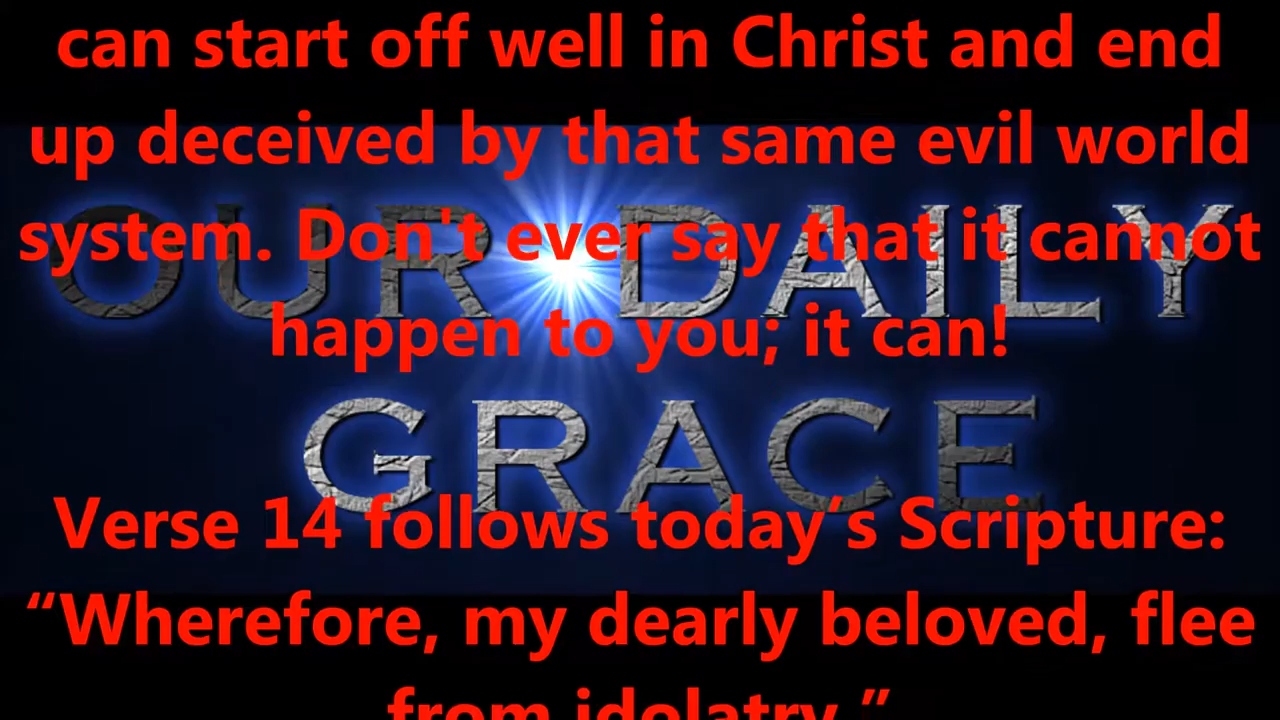 can start off well in Christ and end
up deceived by that same evil world
system. Don't ever say that it cannot
happen to you; it can!
OUR DAILY
GRACE
Verse 14 follows today‘s Scripture:
“Wherefore, my dearly beloved, flee
from idolatry.”